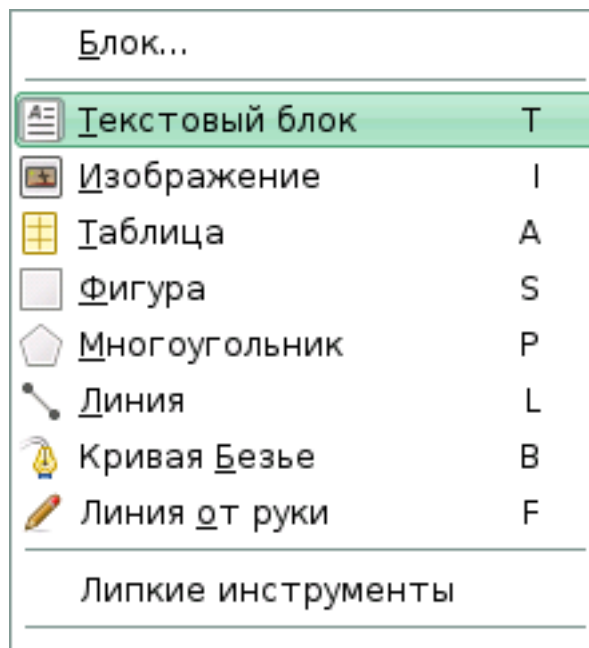 Блок...
Текстовый блок T
Изображение I
Таблица A
Фигура S
Многоугольник P
Линия L
Кривая Безье B
Линия от руки F
Липкие инструменты